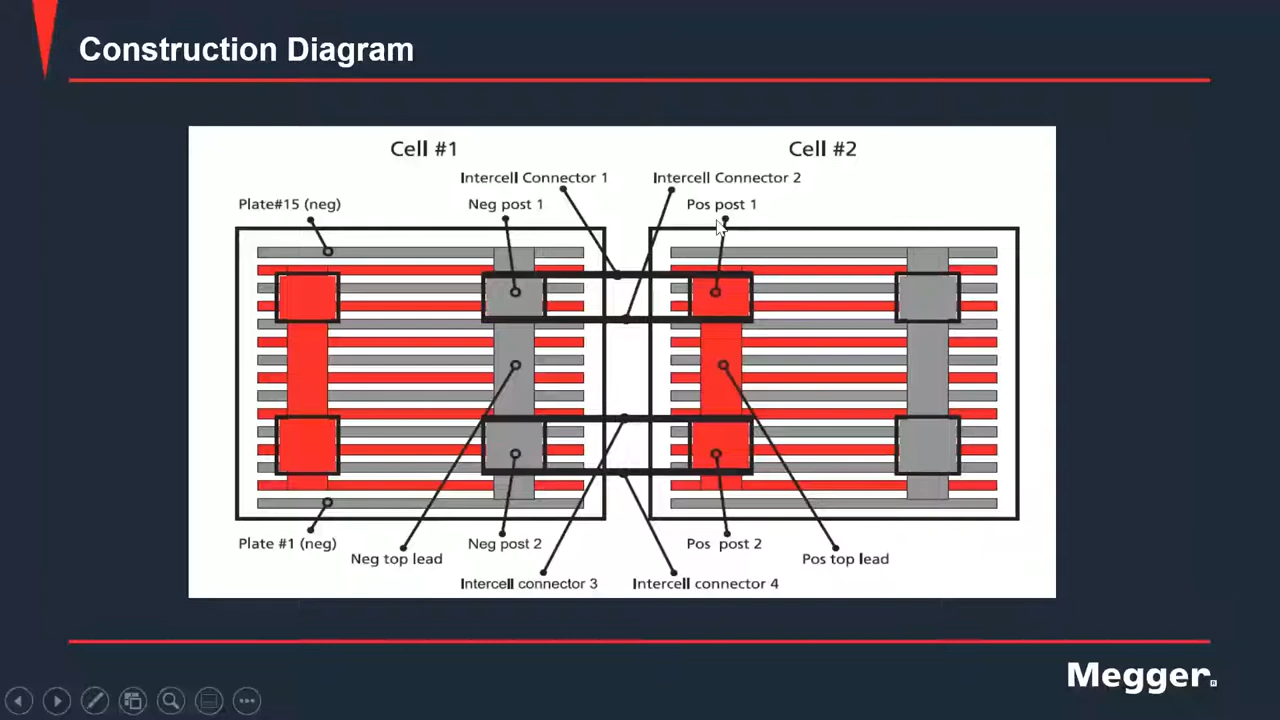 Construction Diagram
Cell #1
Cell #2
Intercell Connector 1
Intercell Connector 2
Plate#15 (neg)
Neg post 1
Pos post 1
Plate #1 (neg)
Neg top lead
Neg post 2
Pos post 2
Pos top lead
Intercell connector 3
Intercell connector 4
Megger